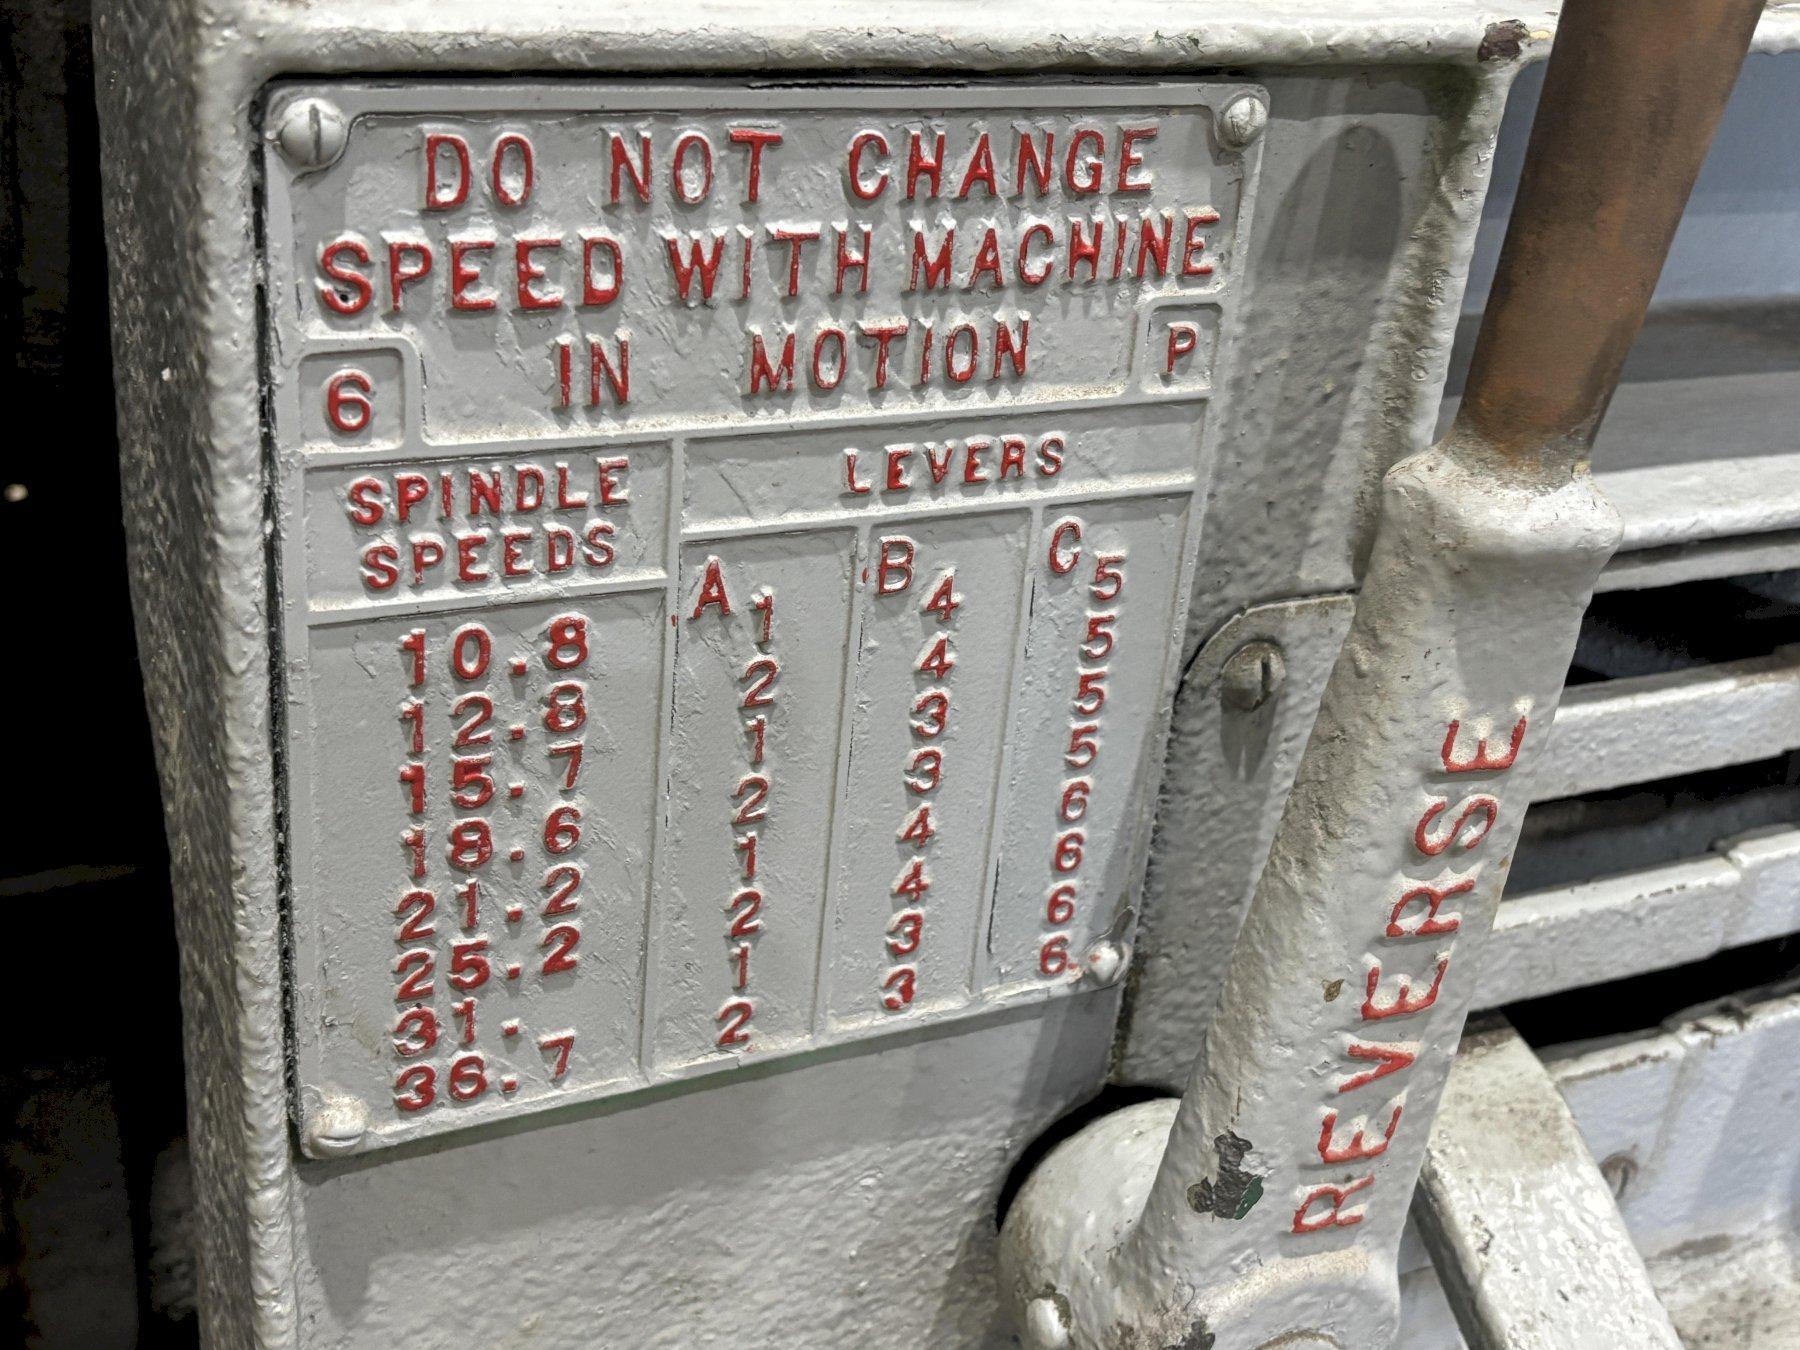 DO NOT CHANGE
SPEED WITH MACHINE
IN MOTION
6
P
SPINDLE
SPEEDS
LEVERS
A B C
10.8 1 4 5
12.8 2 4 5
15.7 1 3 5
18.6 2 3 5
21.2 1 4 6
25.2 2 4 6
31. 1 3 6
36.7 2 3 6
REVERSE